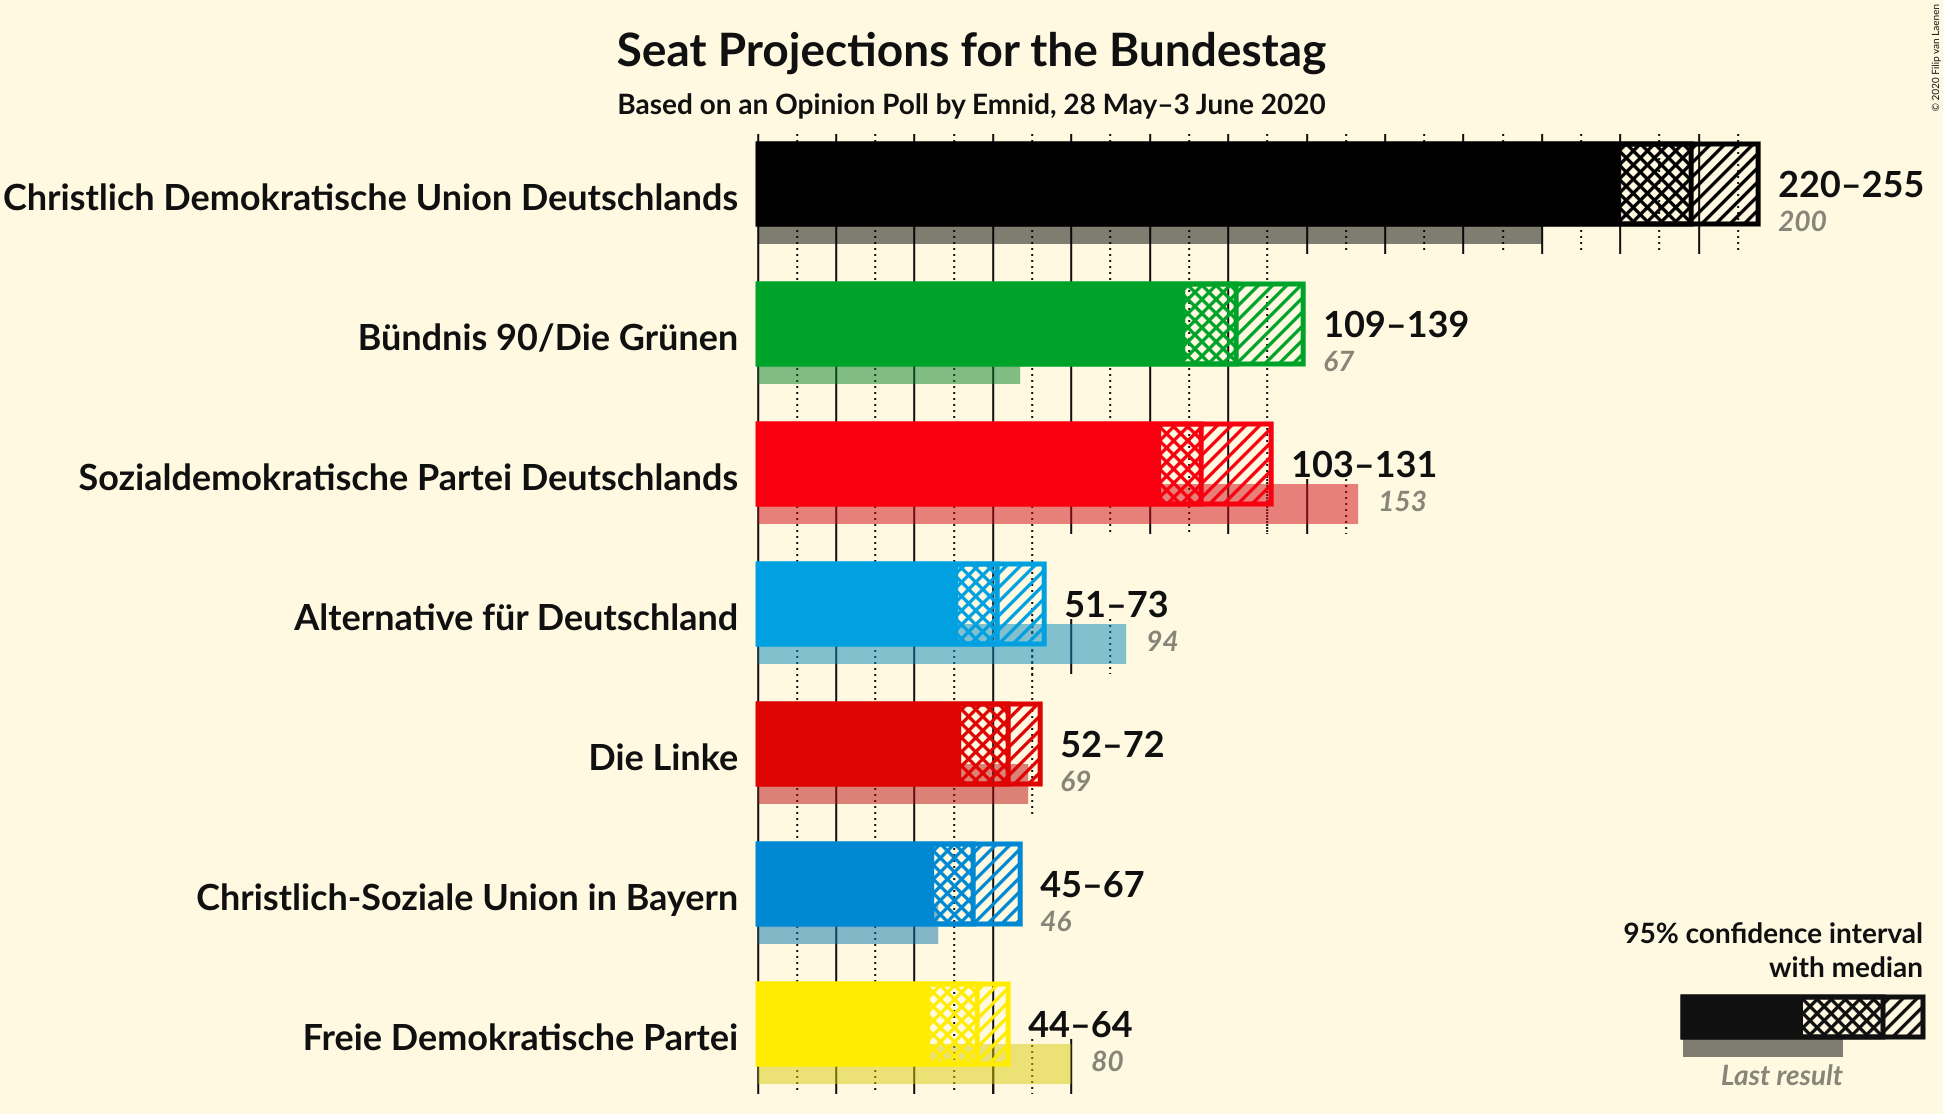 Seat Projections for the Bundestag
Based on an Opinion Poll by Emnid, 28 May–3 June 2020
© 2020 Filip van Laenen
Christlich Demokratische Union Deutschlands
220–255
200
Bündnis 90/Die Grünen
109–139
67
Sozialdemokratische Partei Deutschlands
103–131
153
Alternative für Deutschland
51–73
94
Die Linke
52–72
69
Christlich-Soziale Union in Bayern
45–67
46
Freie Demokratische Partei
44–64
80
95% confidence interval
with median
Last result